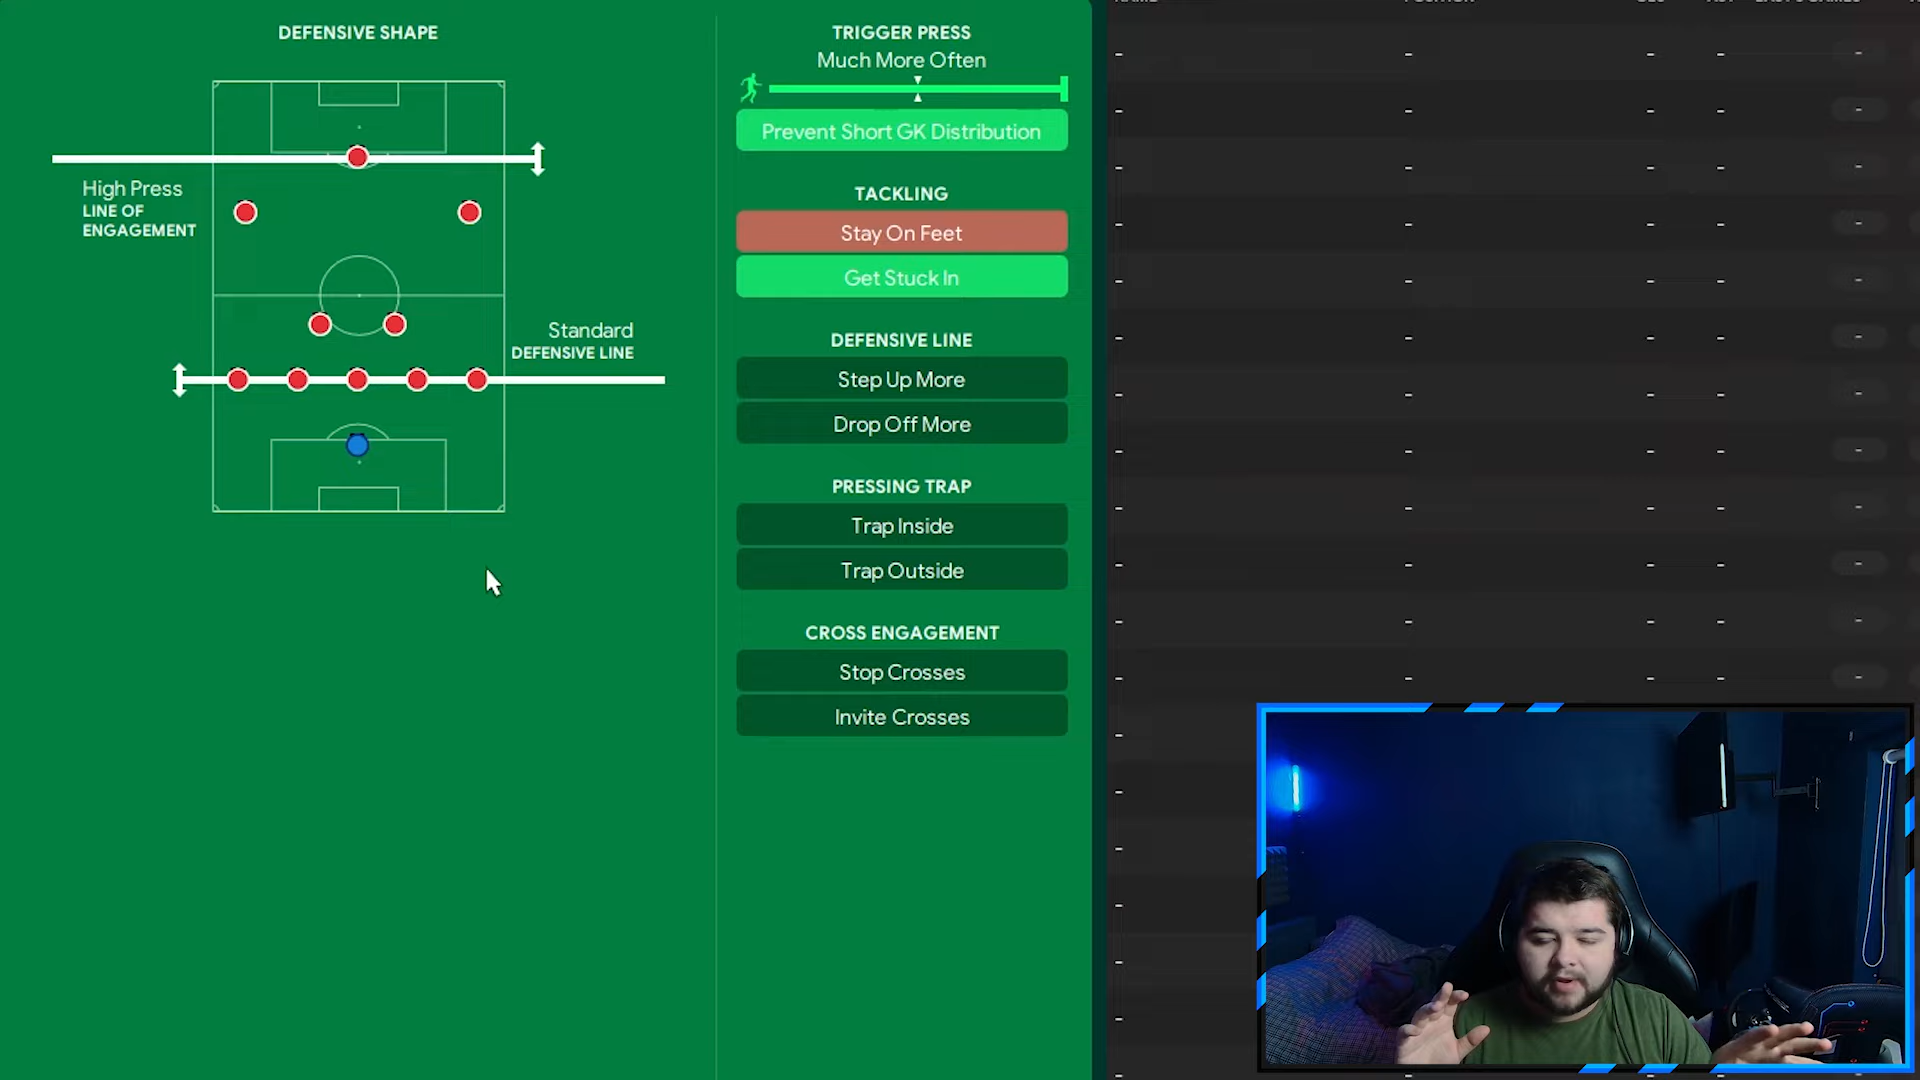 DEFENSIVE SHAPE
High Press
LINE OF
ENGAGEMENT
Standard
DEFENSIVE LINE
TRIGGER PRESS
Much More Often
Prevent Short GK Distribution
TACKLING
Stay On Feet
Get Stuck In
DEFENSIVE LINE
Step Up More
Drop Off More
PRESSING TRAP
Trap Inside
Trap Outside
CROSS ENGAGEMENT
Stop Crosses
Invite Crosses